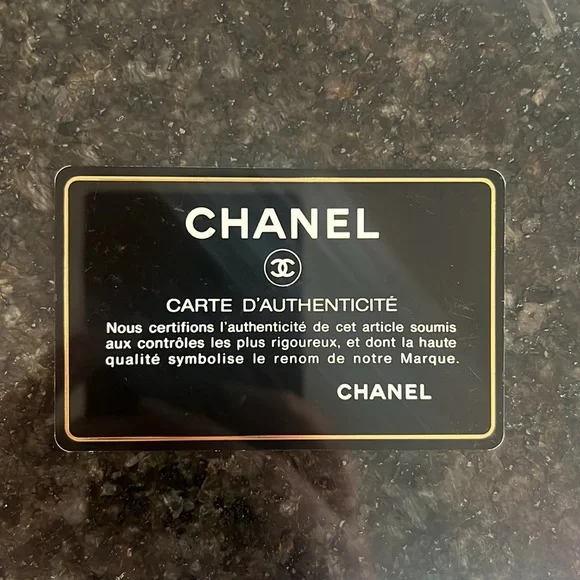 CHANEL
CARTE D'AUTHENTICITÉ
Nous certifions l'authenticité de cet article soumis
aux contrôles les plus rigoureux, et dont la haute
qualité symbolise le renom de notre Marque.
CHANEL